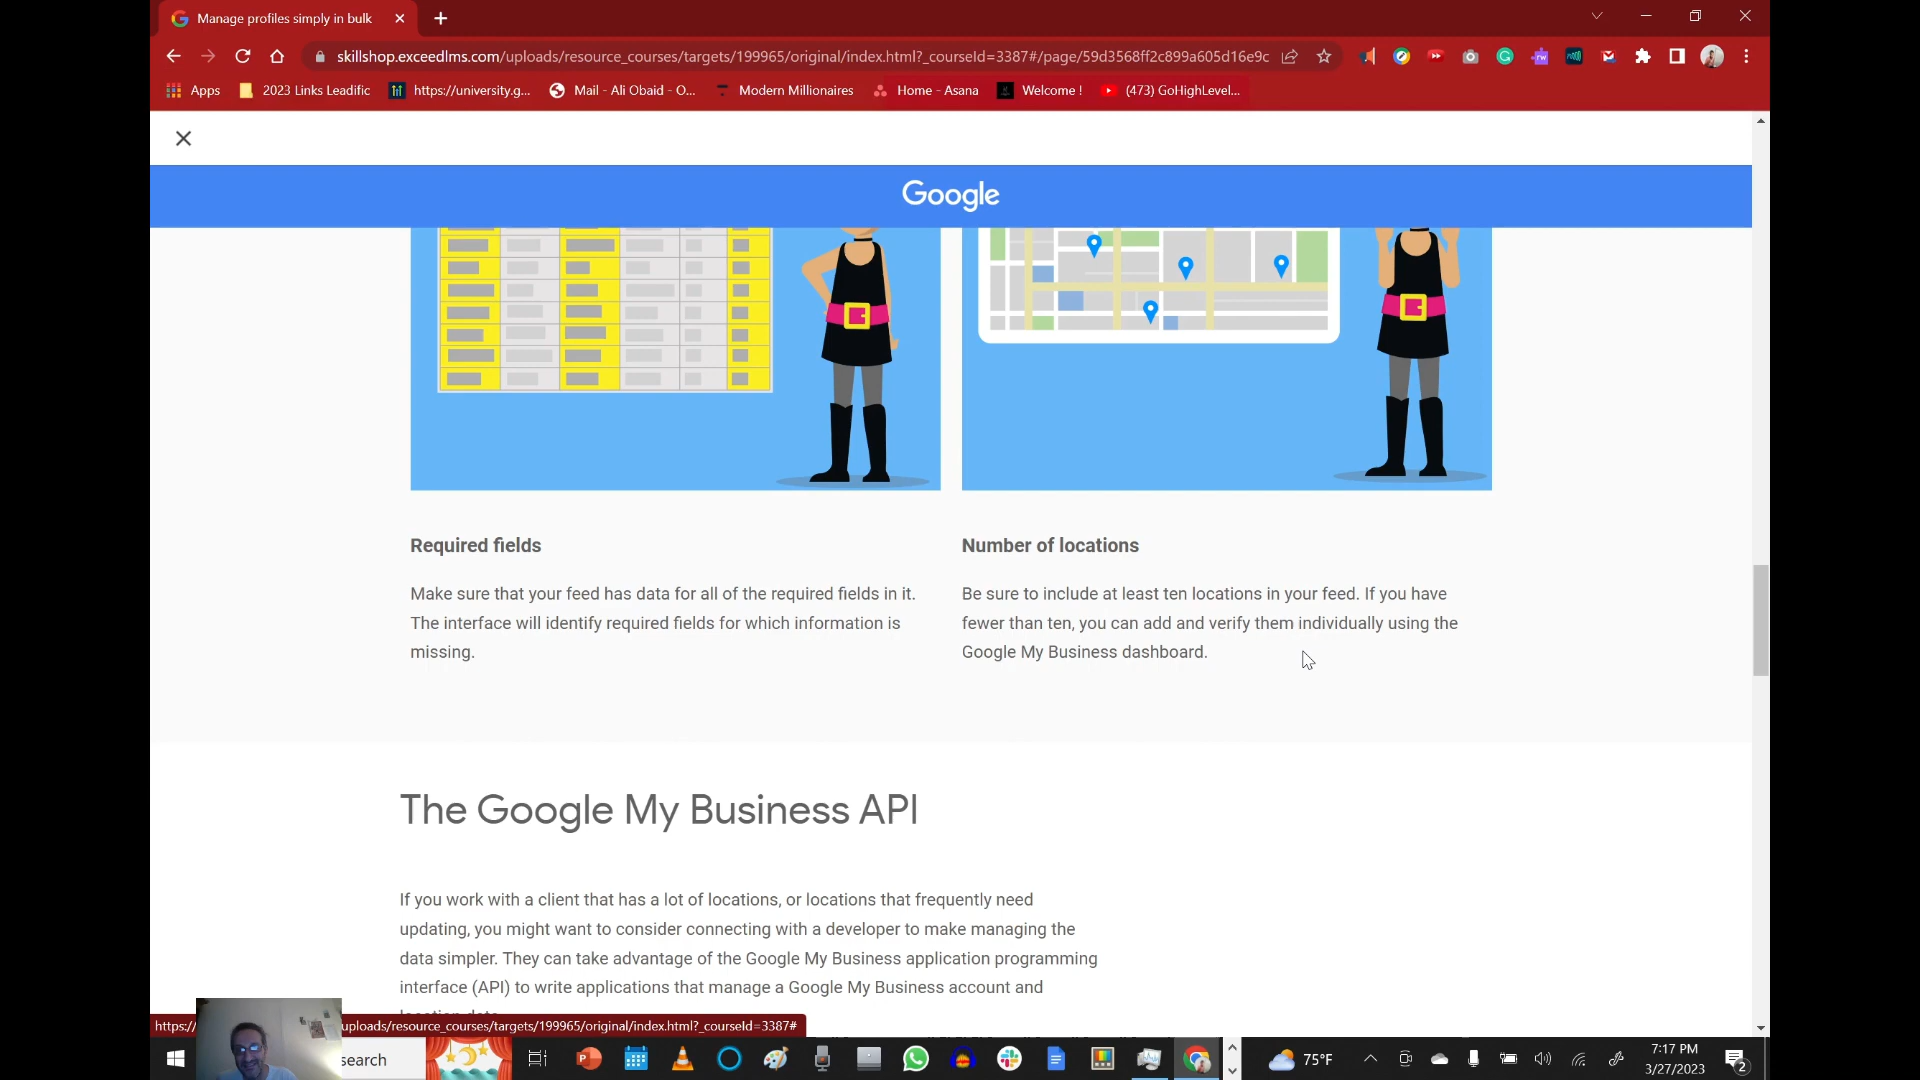 Manage profiles simply in bulk
skillshop.exceedlms.com/uploads/resource_courses/targets/199965/original/index.html?_courseId=3387#/page/59d3568ff2c899a605d16e9c
Apps
2023 Links Leadific
https://university.g...
Mail - Ali Obaid - O...
Modern Millionaires
Home - Asana
Welcome !
(473) GoHighLevel...
Google
Required fields
Make sure that your feed has data for all of the required fields in it.
The interface will identify required fields for which information is
missing.
Number of locations
Be sure to include at least ten locations in your feed. If you have
fewer than ten, you can add and verify them individually using the
Google My Business dashboard.
The Google My Business API
If you work with a client that has a lot of locations, or locations that frequently need
updating, you might want to consider connecting with a developer to make managing the
data simpler. They can take advantage of the Google My Business application programming
interface (API) to write applications that manage a Google My Business account and
https:// uploads/resource_courses/targets/199965/original/index.html?_courseId=3387#
search
75°F
7:17 PM
3/27/2023
2